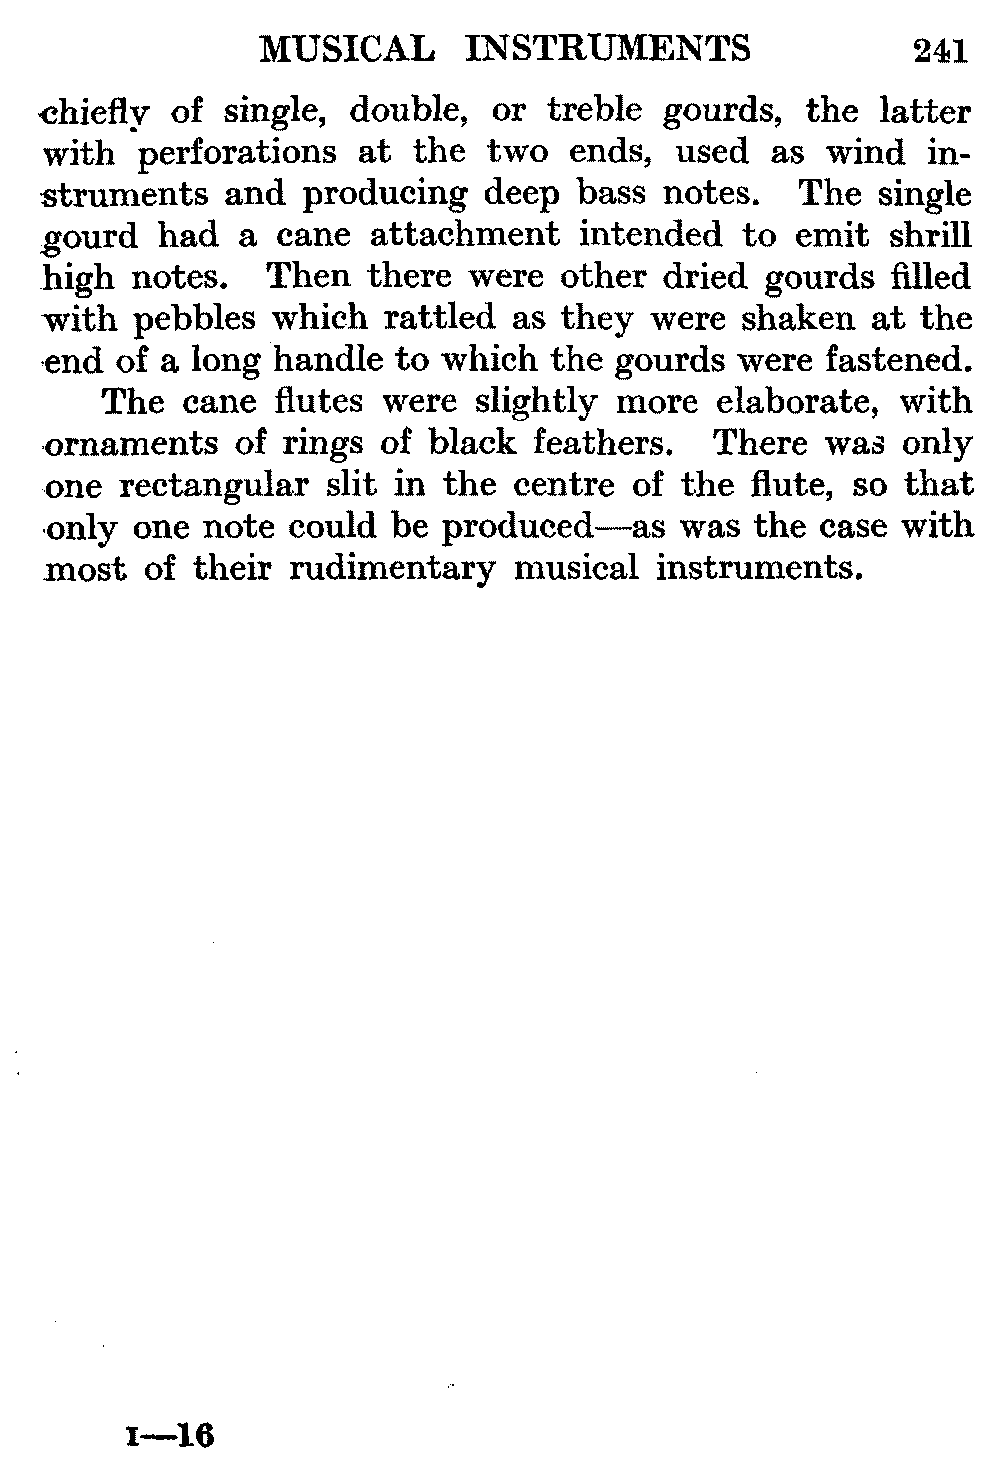 MUSICAL INSTRUMENTS 241
chiefly of single, double, or treble gourds, the latter
with perforations at the two ends, used as wind in-
struments and producing deep bass notes. The single
gourd had a cane attachment intended to emit shrill
high notes. Then there were other dried gourds filled
with pebbles which rattled as they were shaken at the
end of a long handle to which the gourds were fastened.
The cane flutes were slightly more elaborate, with
ornaments of rings of black feathers. There was only
one rectangular slit in the centre of the flute, so that
only one note could be produced—as was the case with
most of their rudimentary musical instruments.
I—16